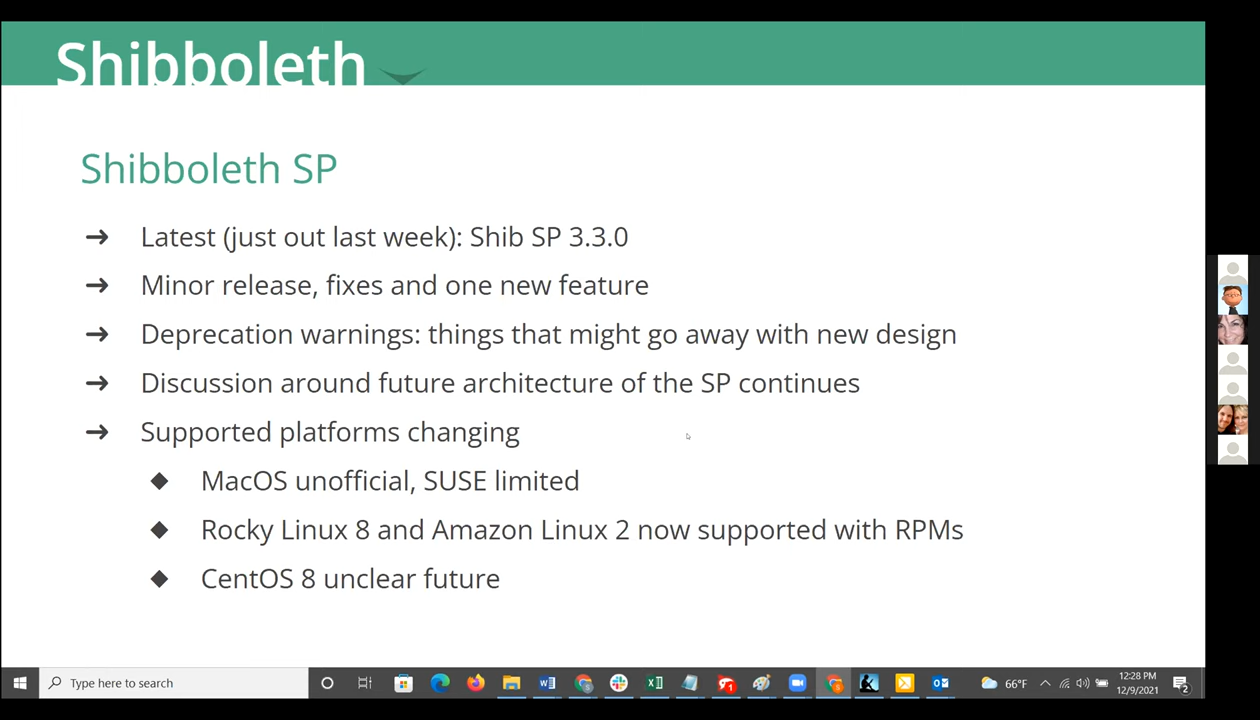 Shibboleth
Shibboleth SP
→ Latest (just out last week): Shib SP 3.3.0
→ Minor release, fixes and one new feature
→ Deprecation warnings: things that might go away with new design
→ Discussion around future architecture of the SP continues
→ Supported platforms changing
◆ MacOS unofficial, SUSE limited
◆ Rocky Linux 8 and Amazon Linux 2 now supported with RPMs
◆ CentOS 8 unclear future
Type here to search
66°F
12:28 PM
12/9/2021
2